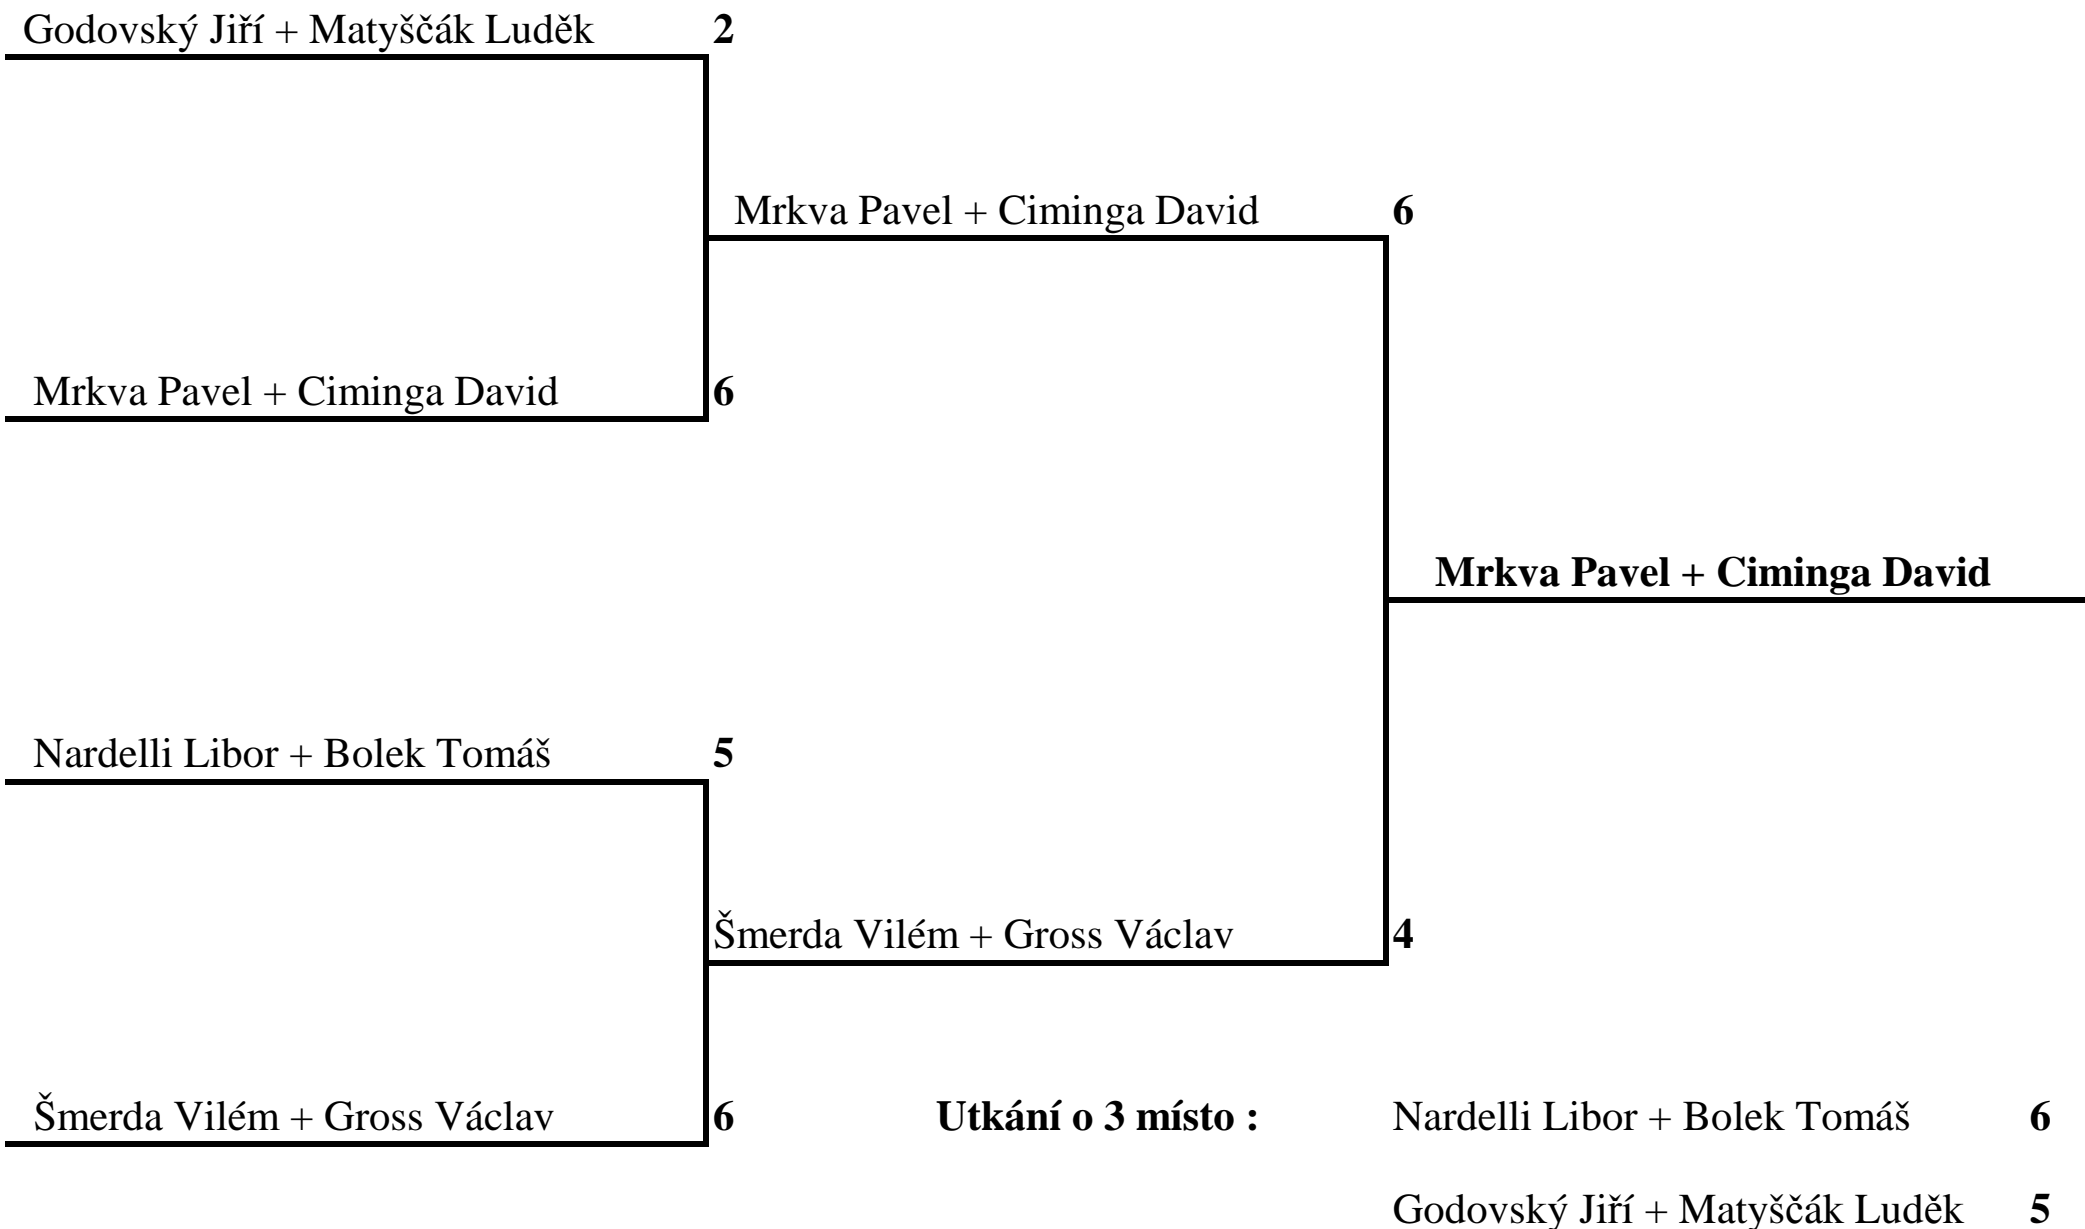 Godovský Jiří + Matyščák Luděk 2
Mrkva Pavel + Ciminga David 6
Mrkva Pavel + Ciminga David 6
Mrkva Pavel + Ciminga David
Nardelli Libor + Bolek Tomáš 5
Šmerda Vilém + Gross Václav 4
Šmerda Vilém + Gross Václav 6 Utkání o 3 místo : Nardelli Libor + Bolek Tomáš 6
Godovský Jiří + Matyščák Luděk 5